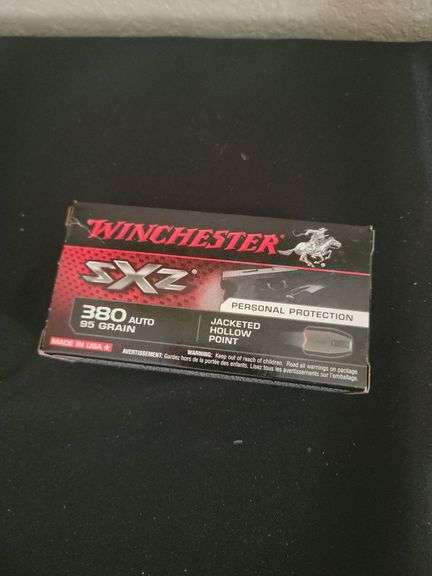 WINCHESTER
SXZ
PERSONAL PROTECTION
380 AUTO
95 GRAIN
JACKETED
HOLLOW
POINT
MADE IN USA
WARNING: Keep out of reach of children. Read all warnings on package.
AVERTISSEMENT: Gardez hors de la portée des enfants. Lisez tous les avertissements sur l'emballage.